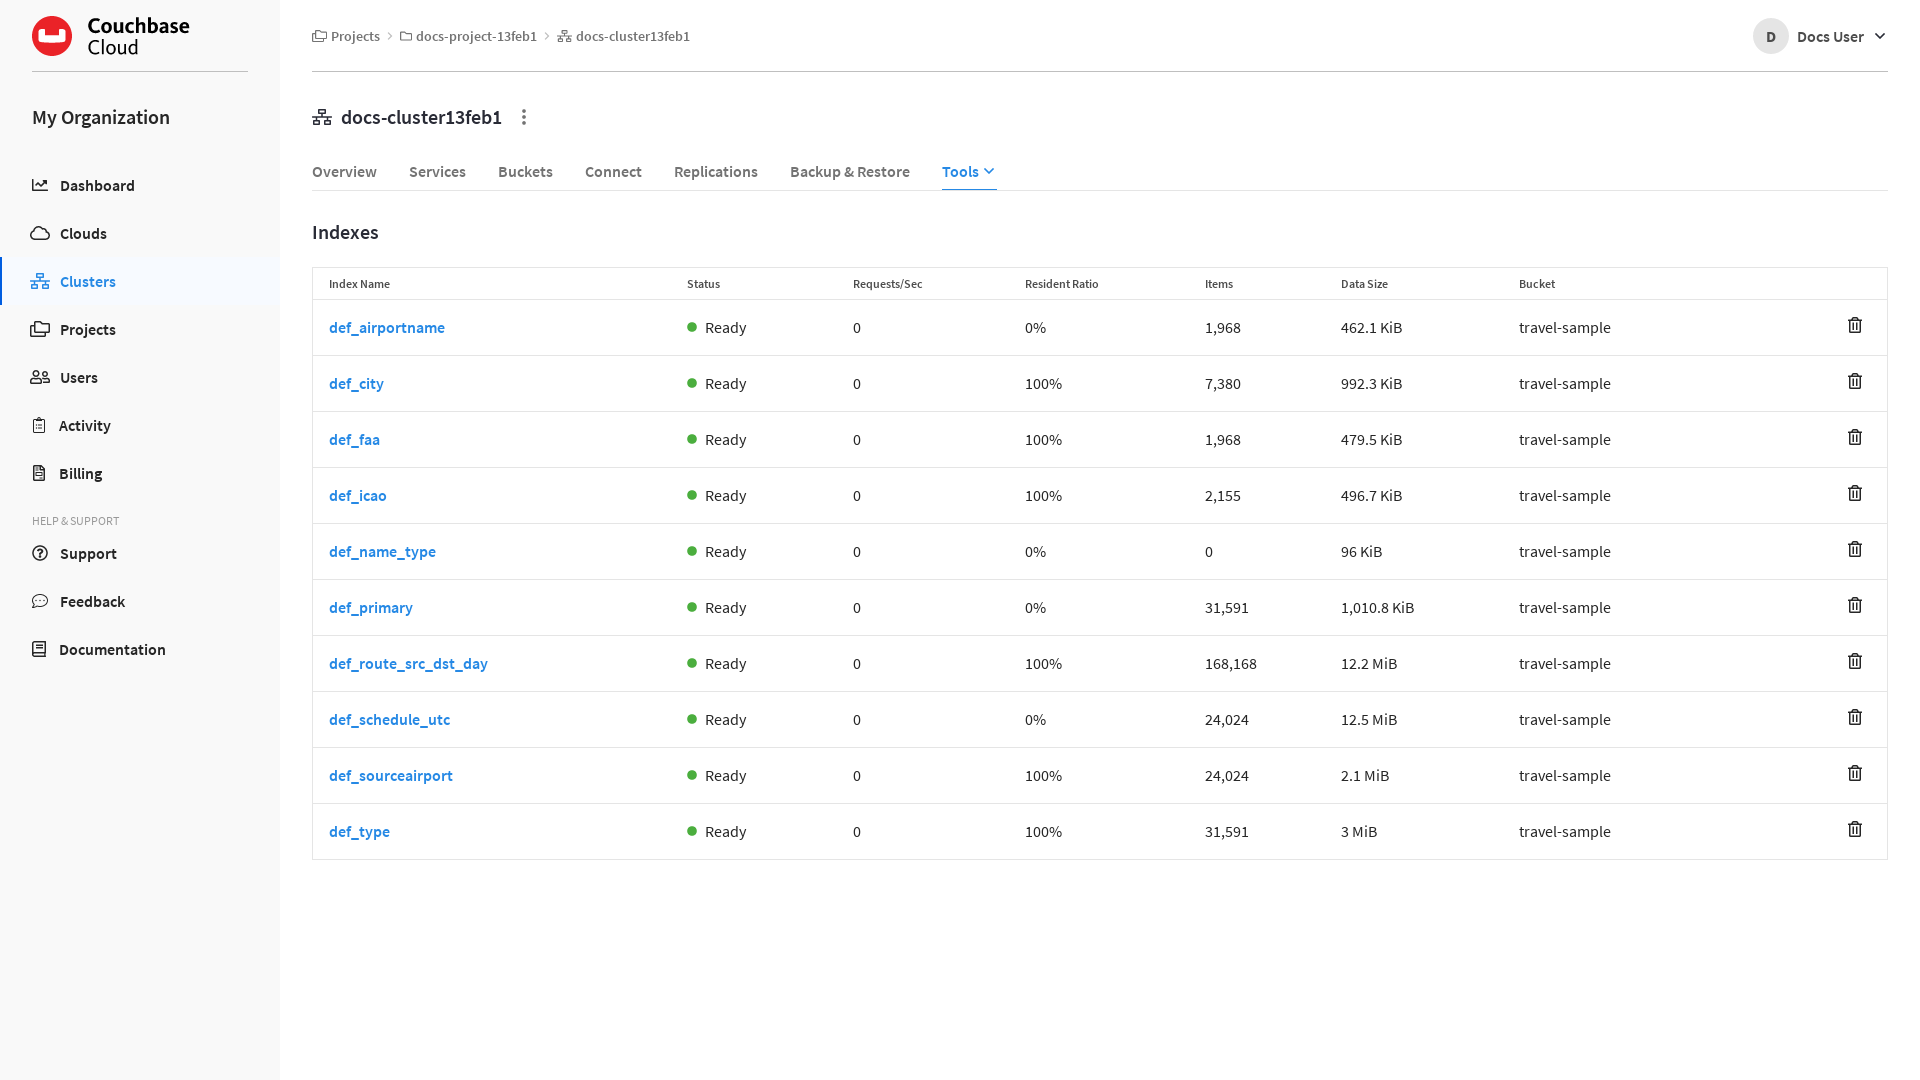 Couchbase
Cloud
My Organization
Dashboard
Clouds
Clusters
Projects
Users
Activity
Billing
HELP & SUPPORT
Support
Feedback
Documentation
Projects > docs-project-13feb1 > docs-cluster13feb1
D Docs User
docs-cluster13feb1
Overview Services Buckets Connect Replications Backup & Restore Tools
Indexes
Index Name Status Requests/Sec Resident Ratio Items Data Size Bucket
def_airportname Ready 0 0% 1,968 462.1 KiB travel-sample
def_city Ready 0 100% 7,380 992.3 KiB travel-sample
def_faa Ready 0 100% 1,968 479.5 KiB travel-sample
def_icao Ready 0 100% 2,155 496.7 KiB travel-sample
def_name_type Ready 0 0% 0 96 KiB travel-sample
def_primary Ready 0 0% 31,591 1,010.8 KiB travel-sample
def_route_src_dst_day Ready 0 100% 168,168 12.2 MiB travel-sample
def_schedule_utc Ready 0 0% 24,024 12.5 MiB travel-sample
def_sourceairport Ready 0 100% 24,024 2.1 MiB travel-sample
def_type Ready 0 100% 31,591 3 MiB travel-sample